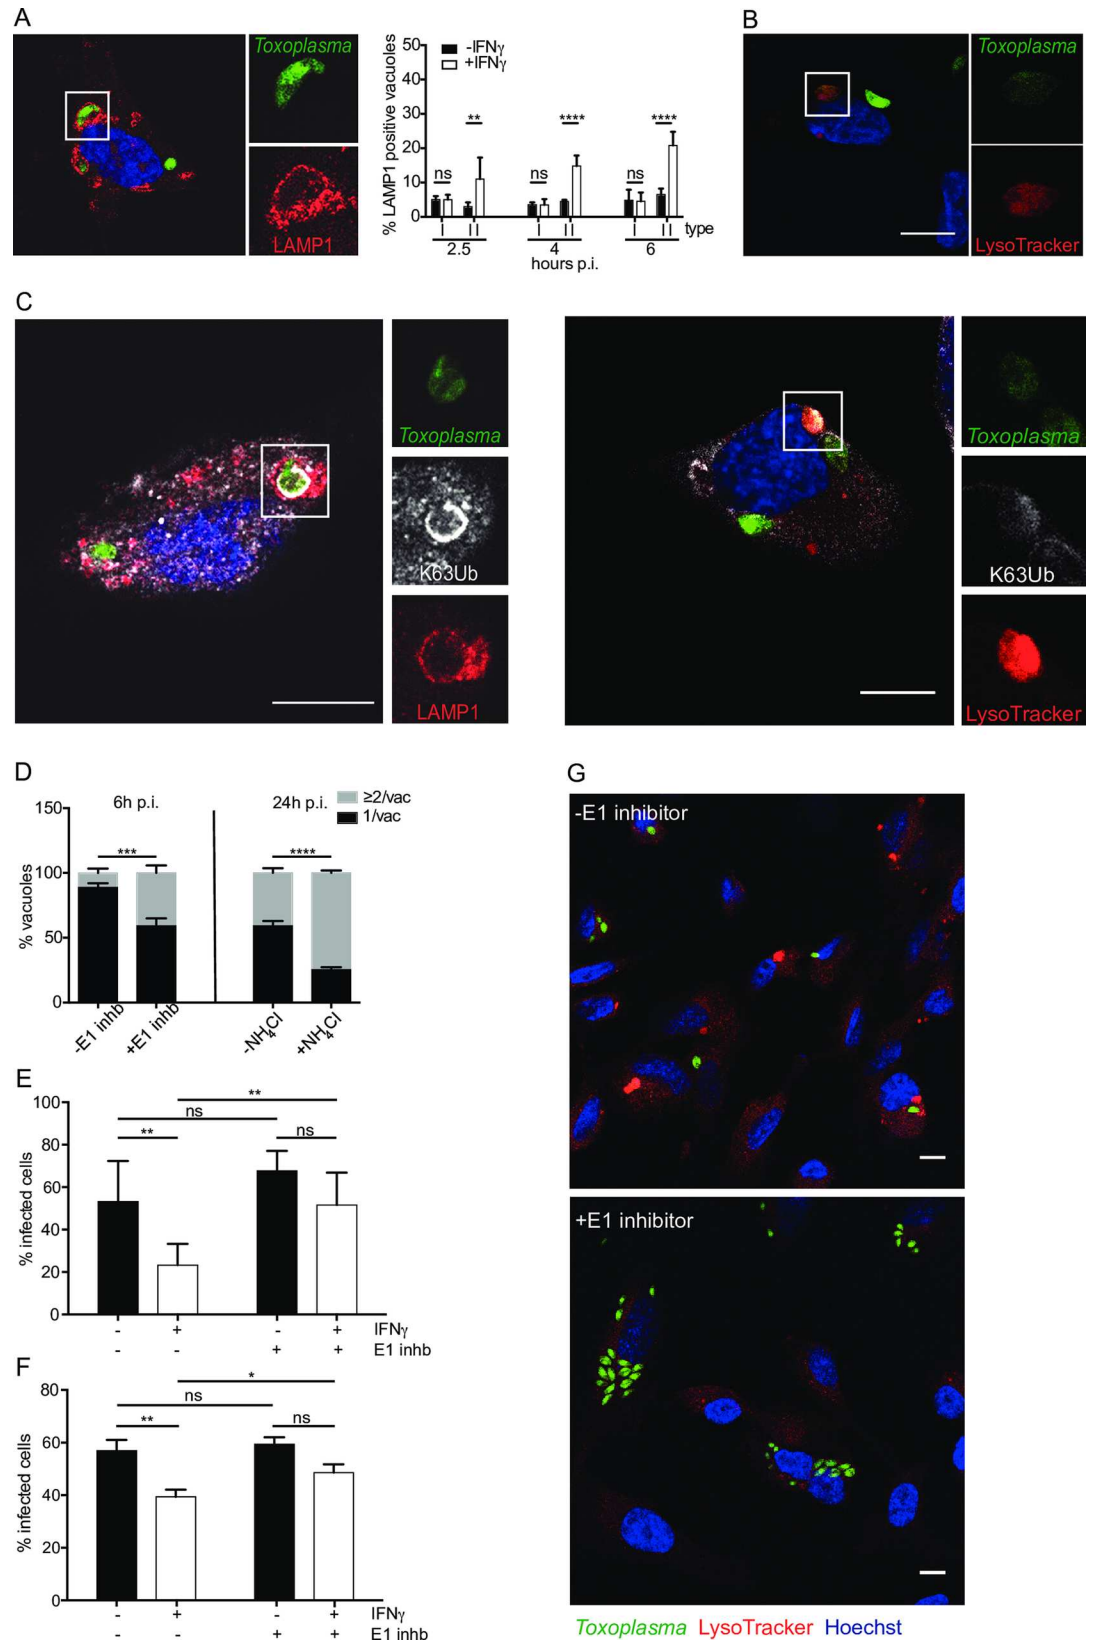 A
Toxoplasma
LAMP1
% LAMP1 positive vacuoles
50
40
30
20
10
0
-IFNγ
+IFNγ
ns ** ns **** ns ****
I II I II I II type
2.5 4 6
hours p.i.
B
Toxoplasma
LysoTracker
C
Toxoplasma
K63Ub
LAMP1
Toxoplasma
K63Ub
LysoTracker
D
6h p.i. 24h p.i.
≥2/vac
1/vac
% vacuoles
150
100
50
0
*** ****
-E1 inhb +E1 inhb -NH4Cl +NH4Cl
E
% infected cells
100
80
60
40
20
0
**
ns
** ns
- + - + IFNγ
- - + + E1 inhb
F
% infected cells
80
60
40
20
0
*
ns
** ns
- + - + IFNγ
- - + + E1 inhb
G
-E1 inhibitor
+E1 inhibitor
Toxoplasma LysoTracker Hoechst